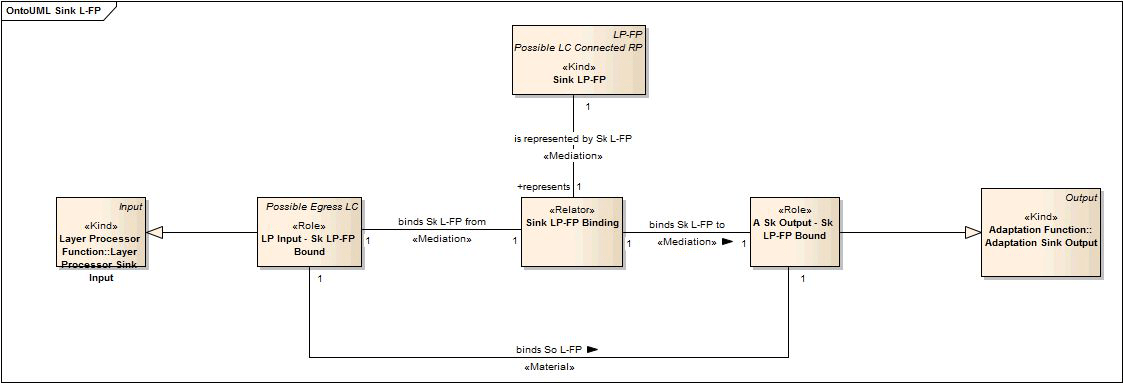 OntoUML Sink L-FP
LP-FP
Possible LC Connected RP
«Kind»
Sink LP-FP
1
is represented by Sk L-FP
«Mediation»
+represents 1
Input
«Kind»
Layer Processor
Function::Layer
Processor Sink
Input
Possible Egress LC
«Role»
LP Input - Sk LP-FP
Bound
1
binds Sk L-FP from
«Mediation»
1
«Relator»
Sink LP-FP Binding
1
binds Sk L-FP to
«Mediation»
1
«Role»
A Sk Output - Sk
LP-FP Bound
Output
«Kind»
Adaptation Function::
Adaptation Sink Output
1
1
binds So L-FP
«Material»